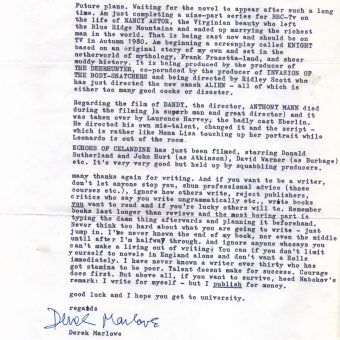 Future plans. Waiting for the novel to appear after such a long
time. Am just completing a nine-part series for BBC-Tv on
the life of NANCY ASTOR, the Virginian beauty who left
the Blue Ridge Mountains and ended up marrying the richest
man in the world. That is being cast now and should be on
TV in Autumn 1980. Am beginning a screenplay called KNIGHT
based on an original story of my own and set in the
netherworld of mythology, Frank Frazetta-land, and sheer
muddy history. It is being produced by the producer of
THE DEERHUNTER, co-produced by the producer of INVASION OF
THE BODY-SNATCHERS and being directed by Ridley Scott who
has just directed the new smash ALIEN - all of which is
either too many good cooks or disaster.
Regarding the film of DANDY, the director, ANTHONY MANN died
during the filming (a superb man and great director) and it
was taken over by Laurence Harvey, the badly cast Eberlin.
He directed his own mis-talent, changed it and the script -
which is rather like Mona Lisa touching up her portrait while
Leonardo is out of the room.
ECHOES OF CELANDINE has just been filmed, starring Donald
Sutherland and John Hurt (as Atkinson), David Warner (as Burbage)
etc. It's very very good but held up by squabbling producers.
many thanks again for writing. And if you want to be a writer,
don't let anyone stop you, shun professional advice (those
courses etc.), ignore how others write, reject publishers,
critics who say you write ungrammatically etc., write books
you want to read and if you're lucky others will to. Remember
books last longer than reviews and the most boring part is
typing the damn thing afterwards and planning it beforehand.
Never think too hard about what you are going to write - just
jump in. I've never known the end of my book, nor even the middle
until after I'm halfway through. And ignore anyone who says you
can't make a living out of writing. You can if you don't limit
yourself to novels in England alone and don't want a Rolls
immediately. I have never known a writer over thirty who has
got stamina to be poor. Talent doesnt make for success. Courage
does first. But above all, if you want to survive, heed Nabokov's
remark: I write for myself - but I publish for money.
good luck and I hope you get to university.
regards
Derek Marlowe
Derek Marlowe